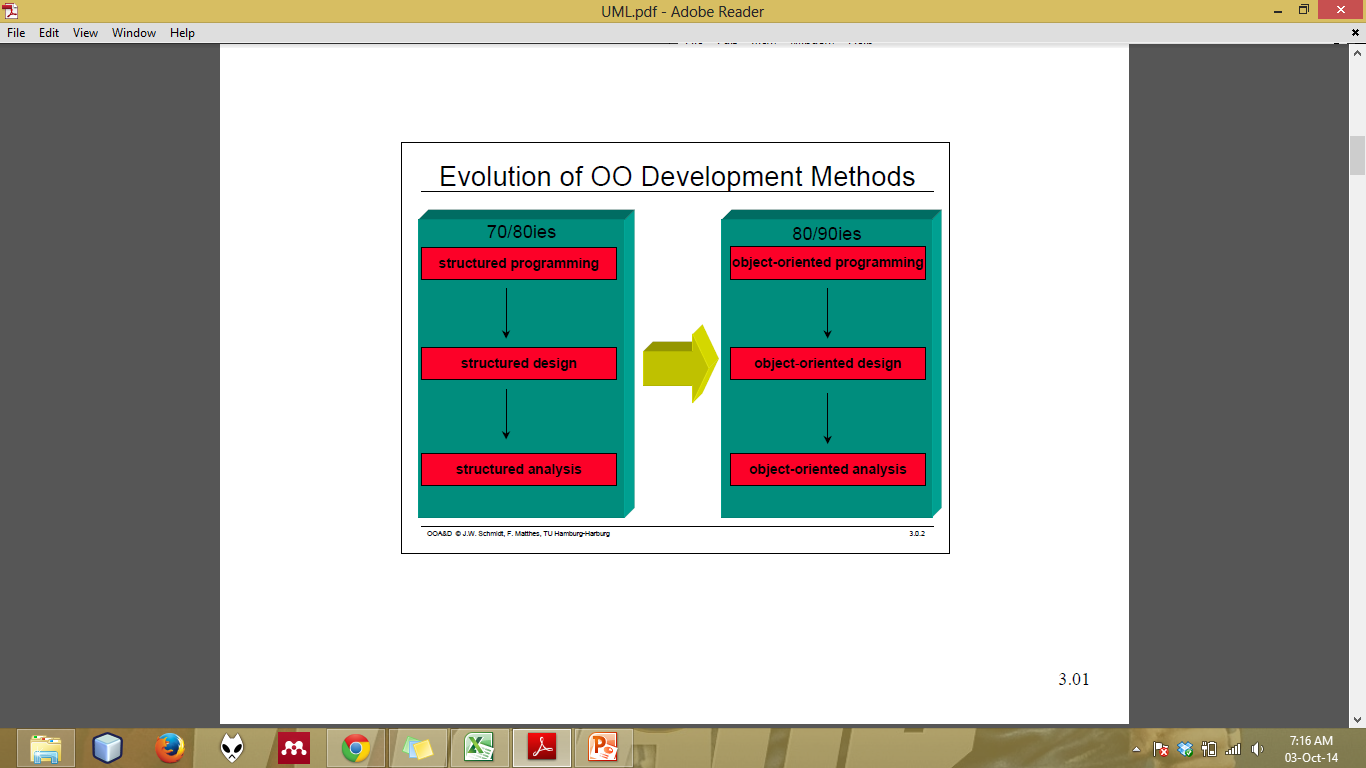 UML.pdf - Adobe Reader
File Edit View Window Help
Evolution of OO Development Methods
70/80ies
structured programming
structured design
structured analysis
80/90ies
object-oriented programming
object-oriented design
object-oriented analysis
OOA&D © J.W. Schmidt, F. Matthes, TU Hamburg-Harburg
3.0.2
3.01
7:16 AM
03-Oct-14